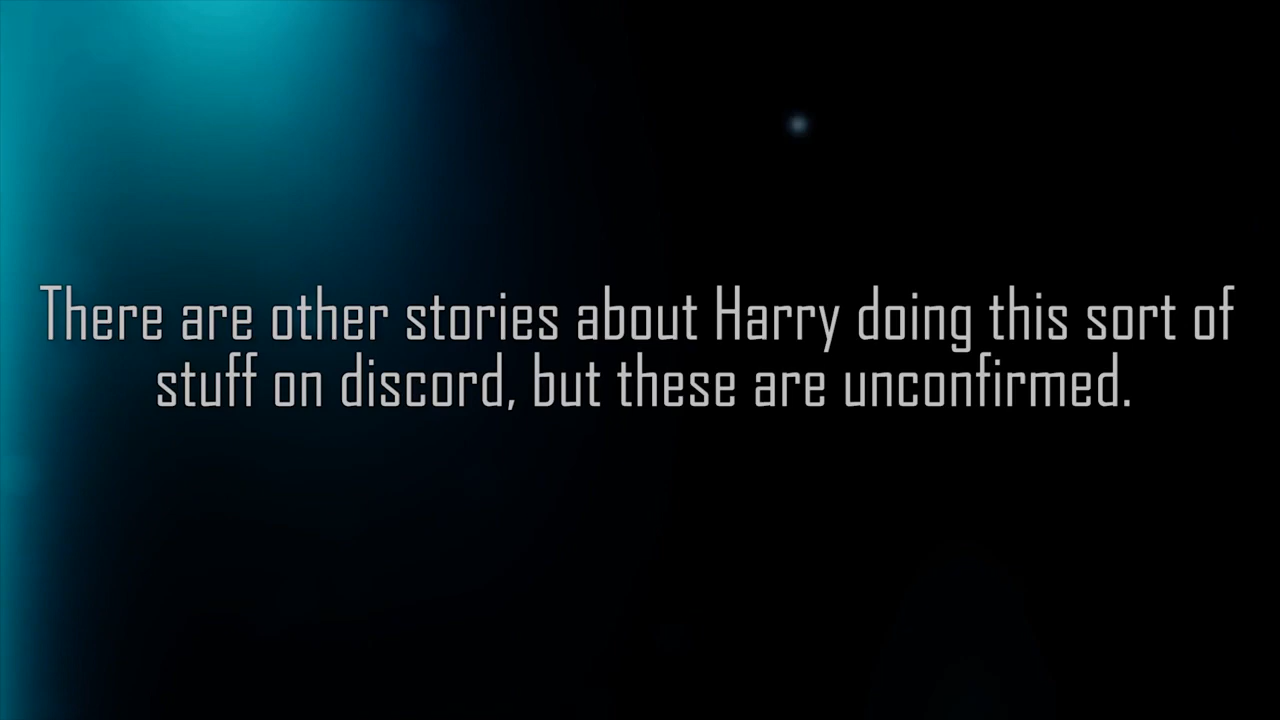 There are other stories about Harry doing this sort of
stuff on discord, but these are unconfirmed.